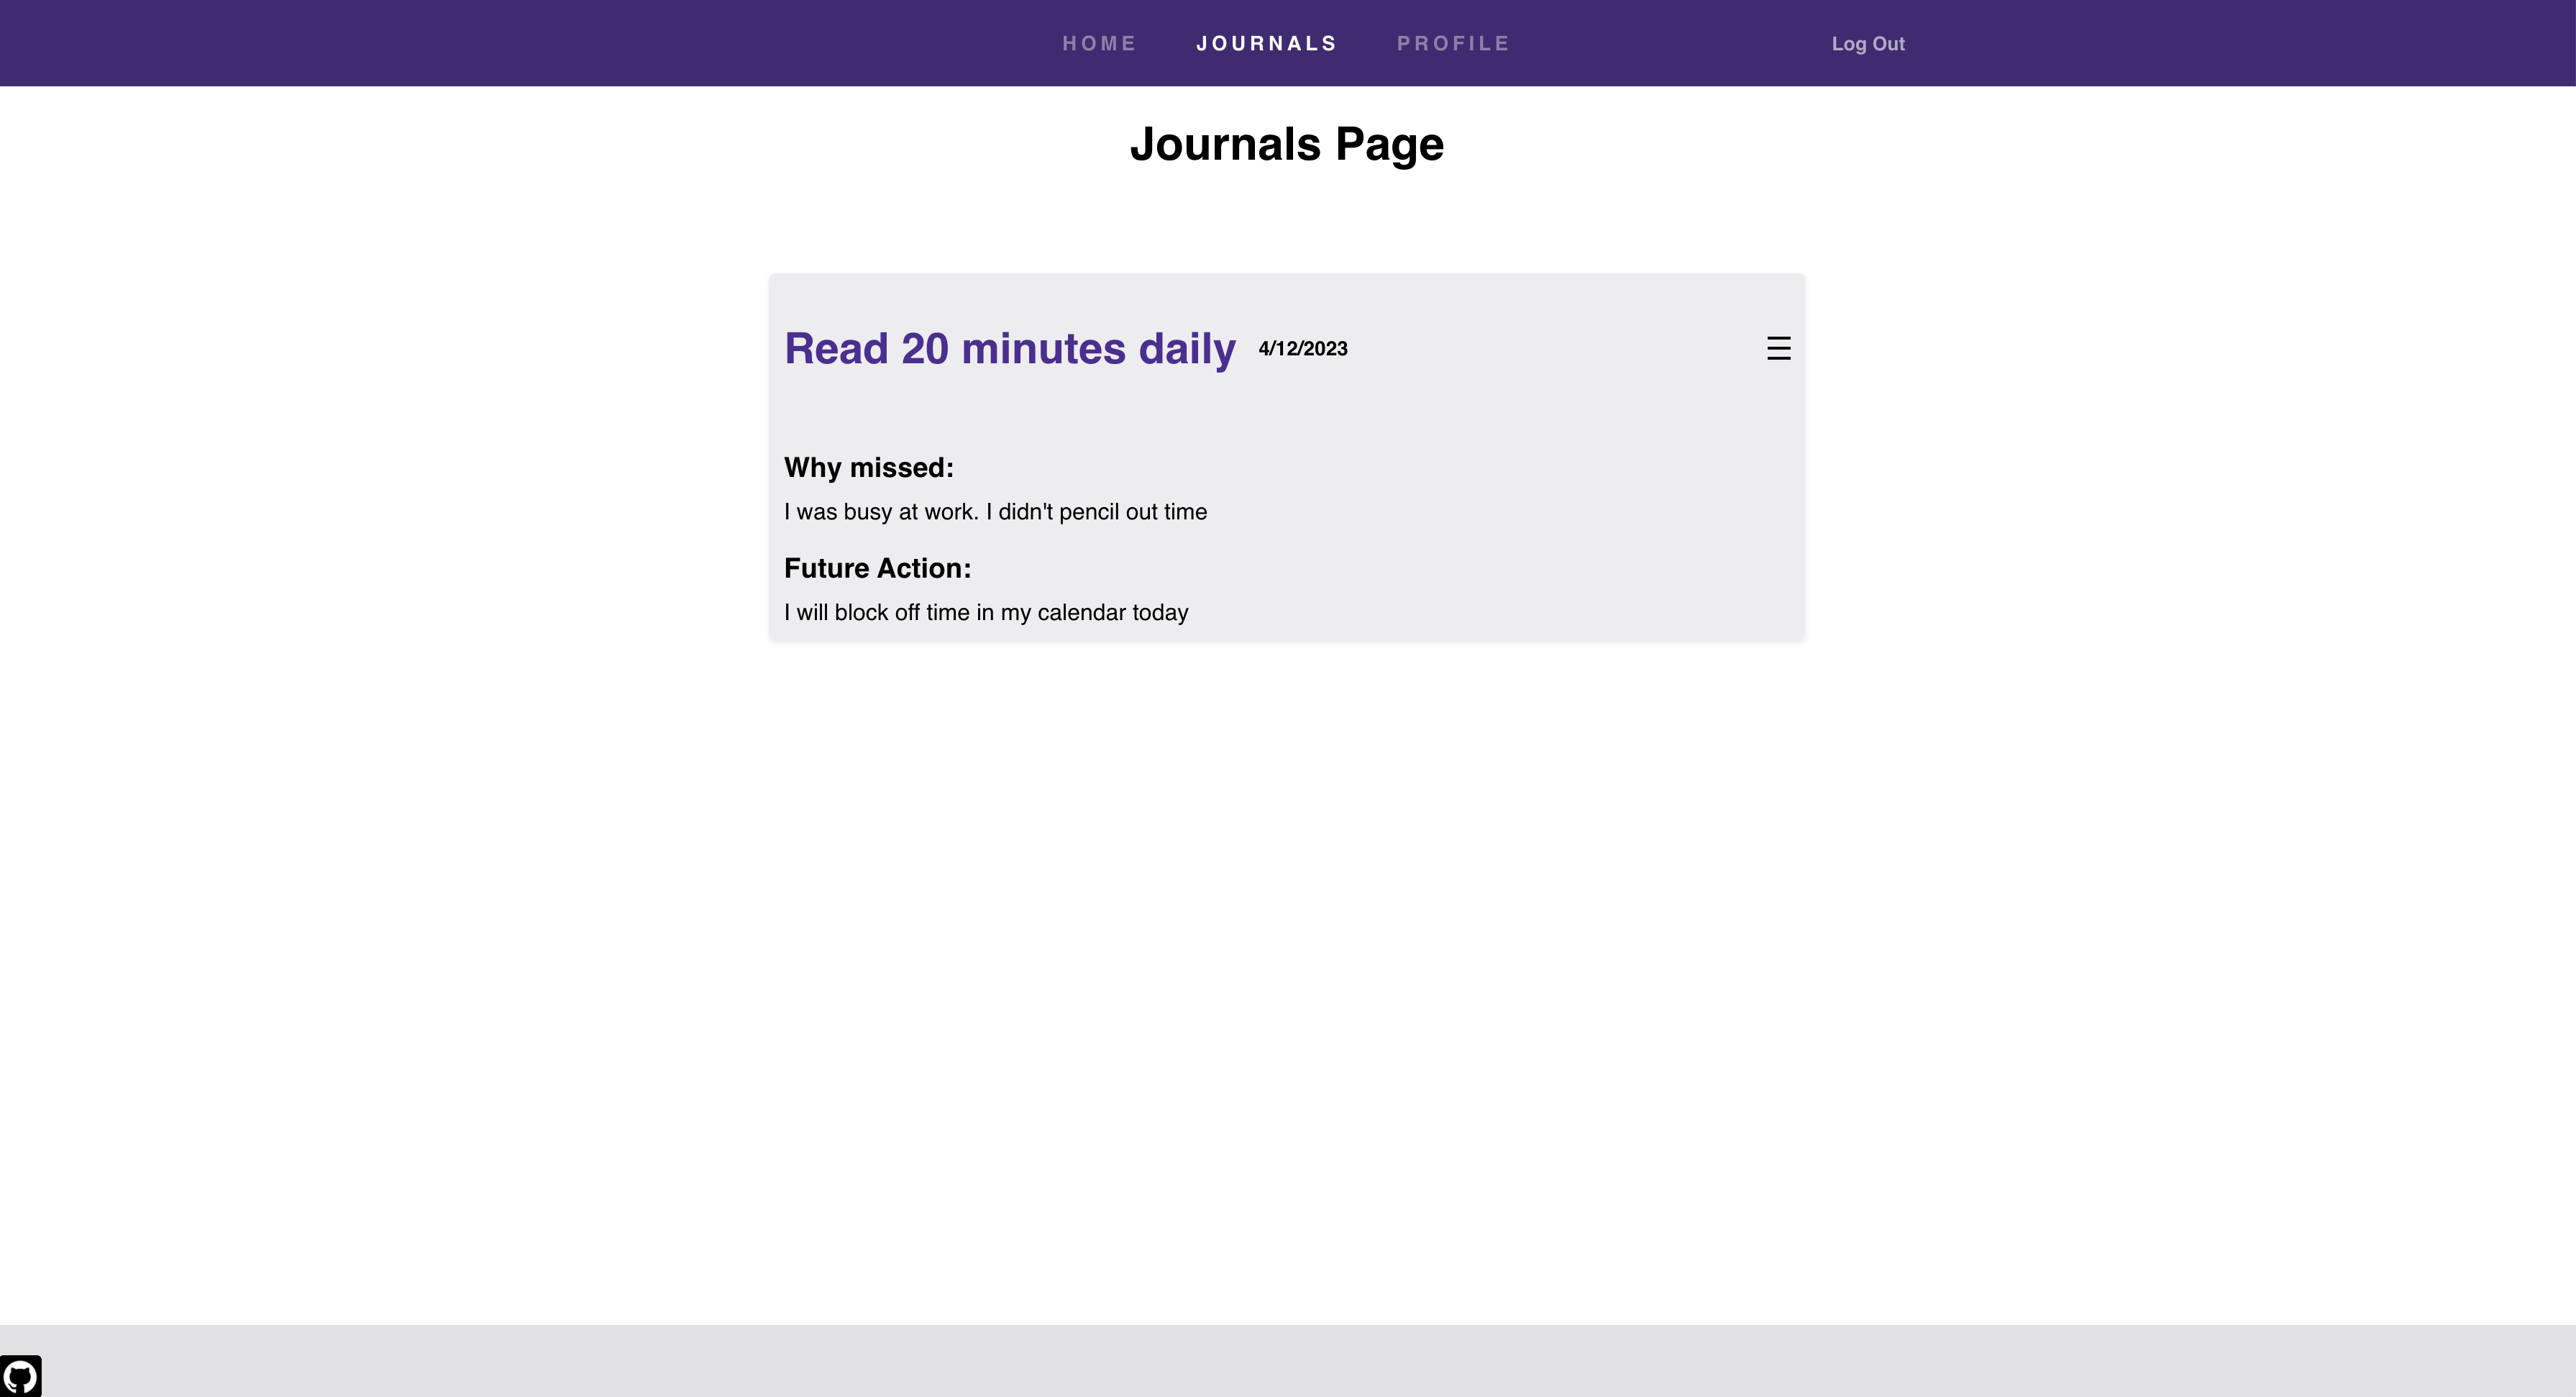 HOME JOURNALS PROFILE Log Out
Journals Page
Read 20 minutes daily 4/12/2023
Why missed:
I was busy at work. I didn't pencil out time
Future Action:
I will block off time in my calendar today